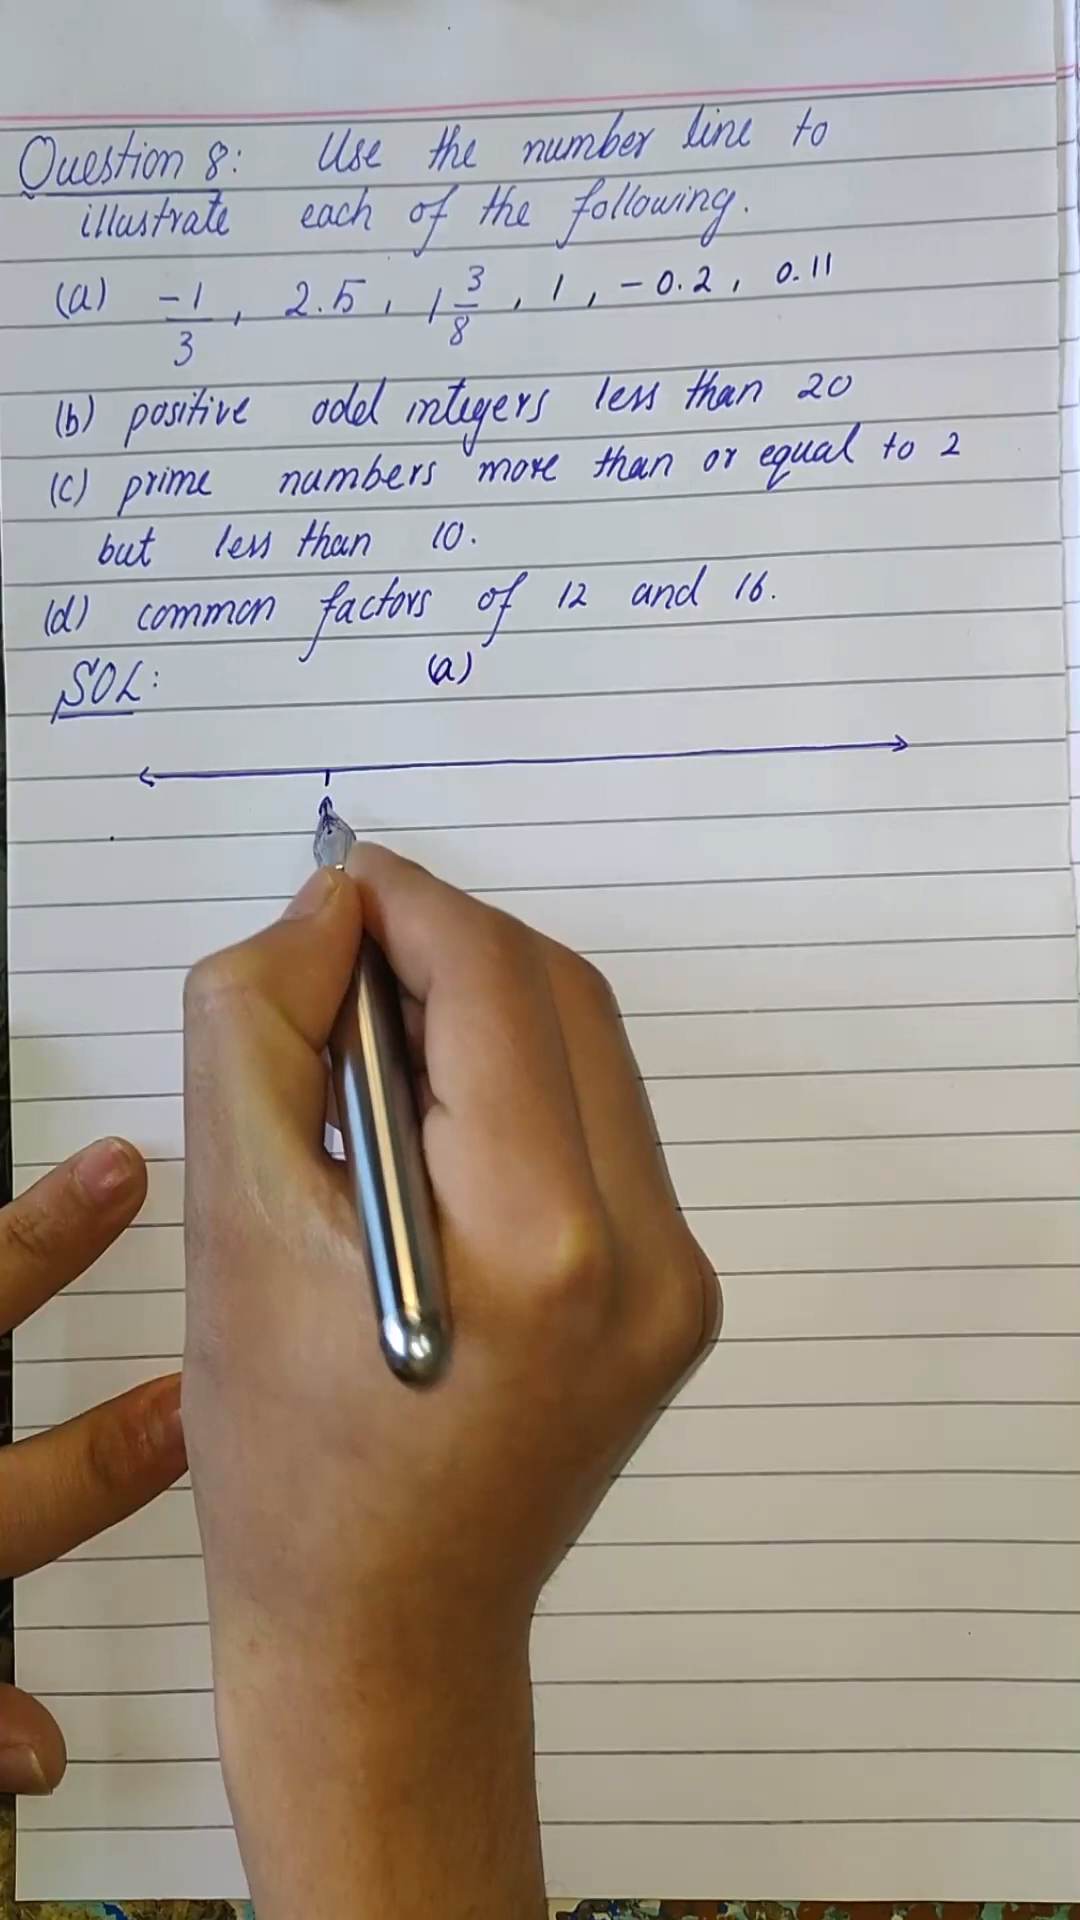 Question 8: Use the number line to
illustrate each of the following.
(a) -1/3, 2.5, 1 3/8, 1, -0.2, 0.11
(b) positive odd integers less than 20
(c) prime numbers more than or equal to 2
but less than 10.
(d) common factors of 12 and 16.
SOL: (a)